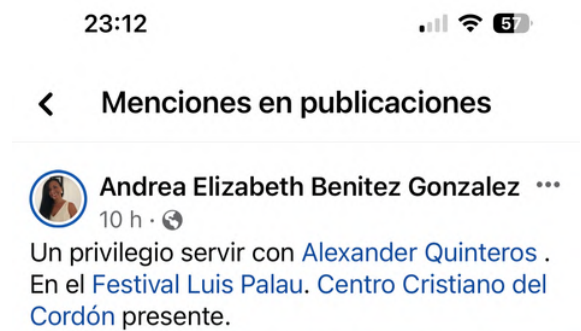 23:12
57
Menciones en publicaciones
Andrea Elizabeth Benitez Gonzalez
10 h ·
Un privilegio servir con Alexander Quinteros .
En el Festival Luis Palau. Centro Cristiano del
Cordón presente.